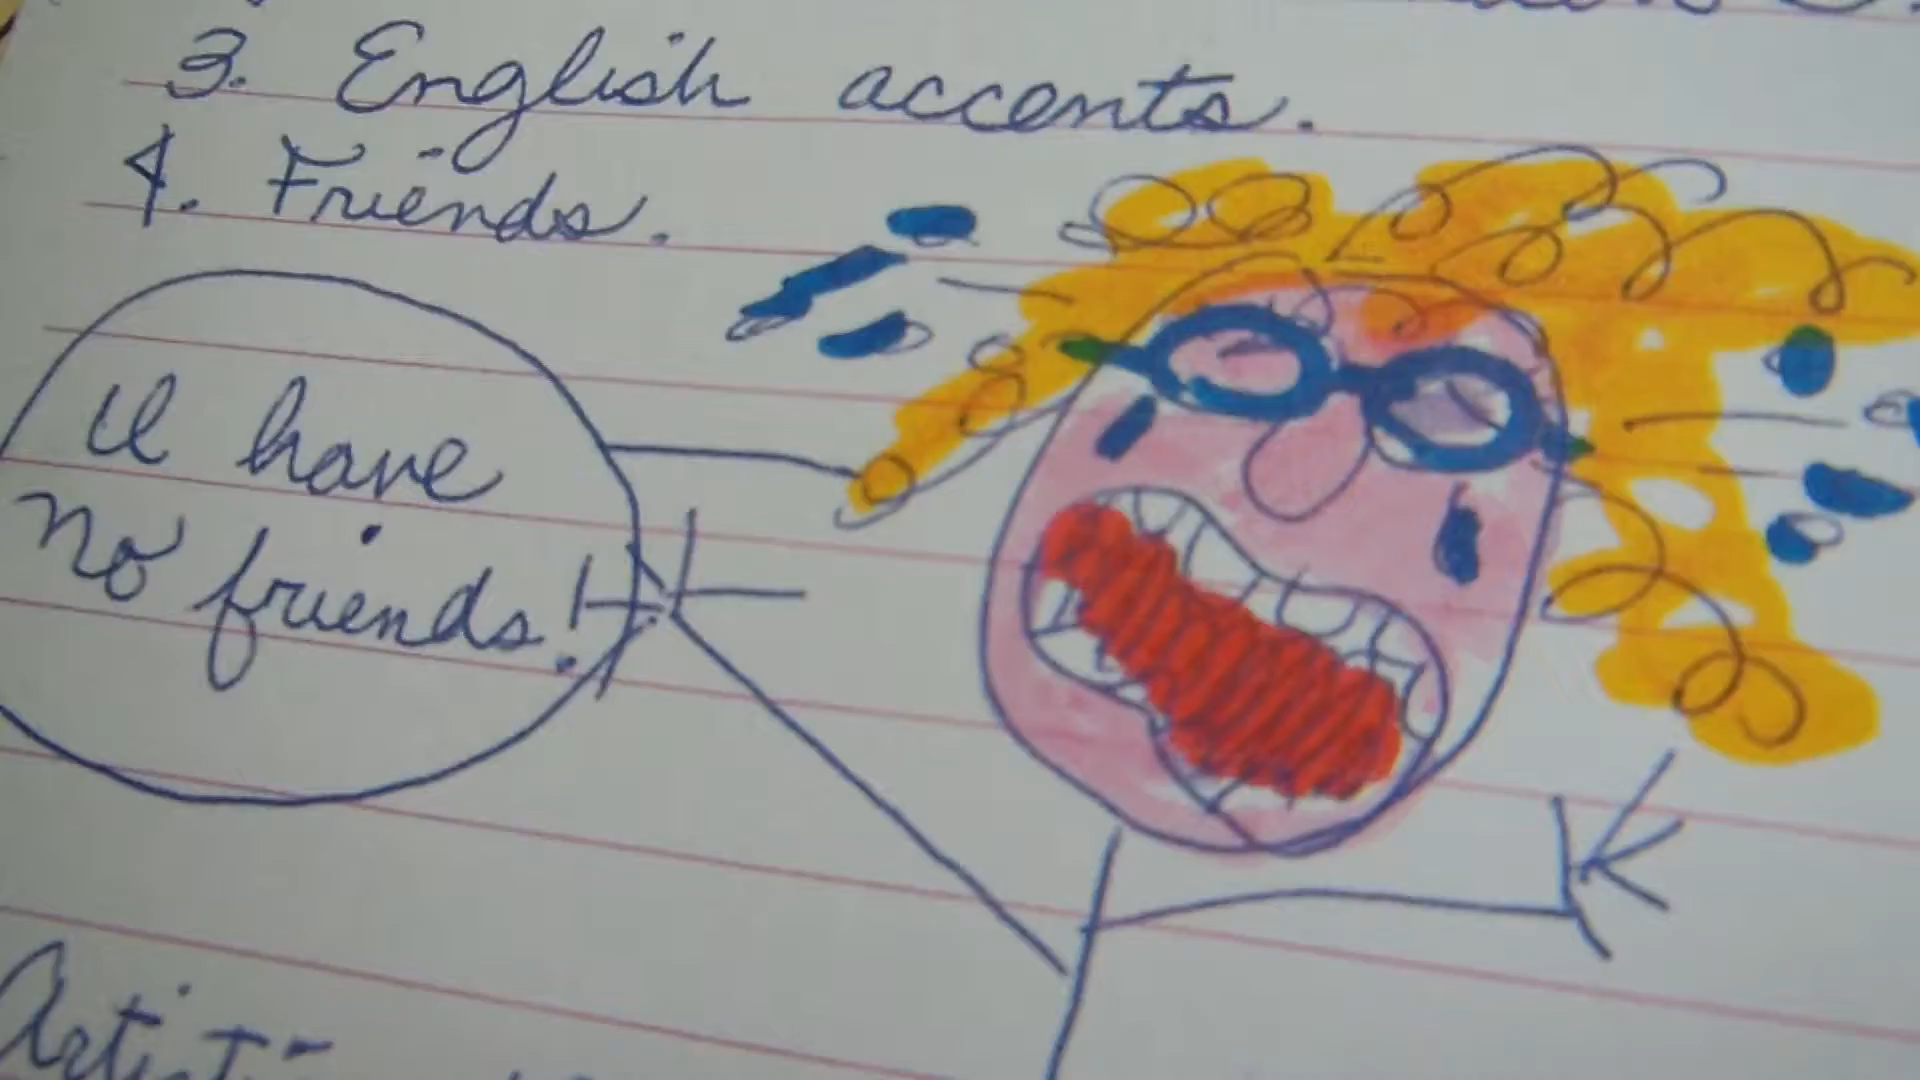 3. English accents.
4. Friends.
I have
no friends!